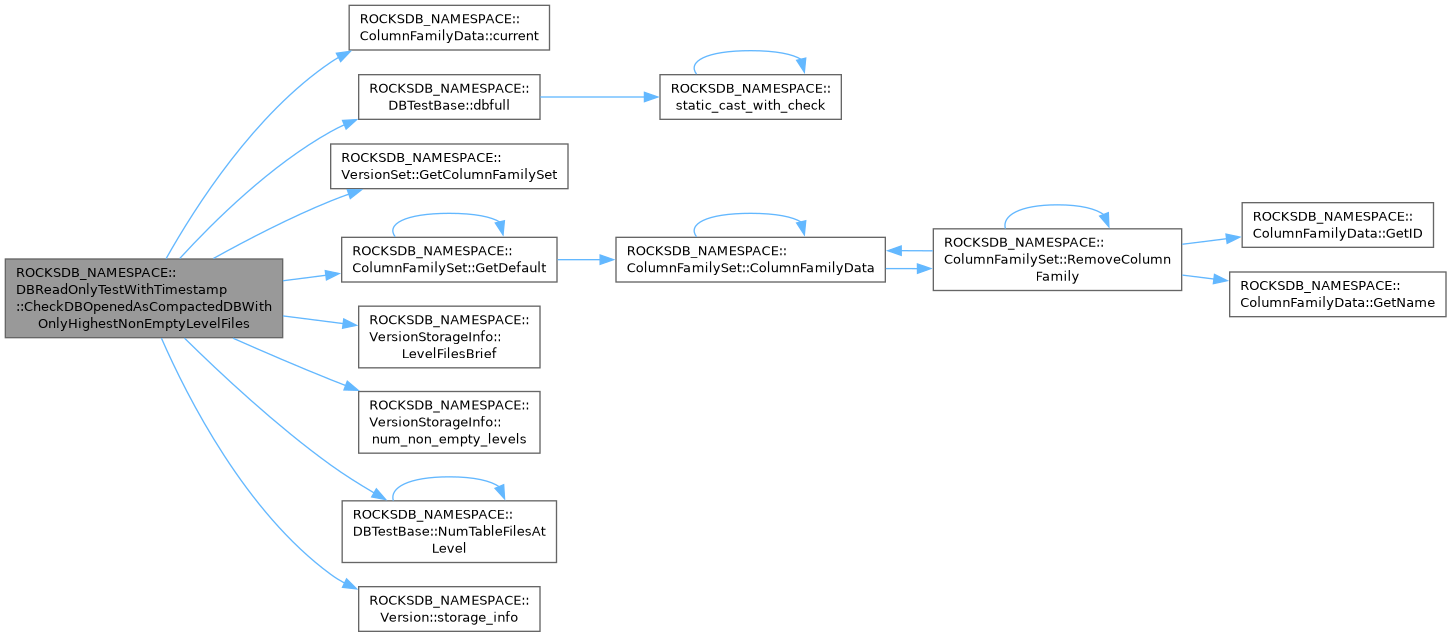 ROCKSDB_NAMESPACE::
DBReadOnlyTestWithTimestamp
::CheckDBOpenedAsCompactedDBWith
OnlyHighestNonEmptyLevelFiles
ROCKSDB_NAMESPACE::
ColumnFamilyData::current
ROCKSDB_NAMESPACE::
DBTestBase::dbfull
ROCKSDB_NAMESPACE::
static_cast_with_check
ROCKSDB_NAMESPACE::
VersionSet::GetColumnFamilySet
ROCKSDB_NAMESPACE::
ColumnFamilySet::GetDefault
ROCKSDB_NAMESPACE::
ColumnFamilySet::ColumnFamilyData
ROCKSDB_NAMESPACE::
ColumnFamilySet::RemoveColumn
Family
ROCKSDB_NAMESPACE::
ColumnFamilyData::GetID
ROCKSDB_NAMESPACE::
ColumnFamilyData::GetName
ROCKSDB_NAMESPACE::
VersionStorageInfo::
LevelFilesBrief
ROCKSDB_NAMESPACE::
VersionStorageInfo::
num_non_empty_levels
ROCKSDB_NAMESPACE::
DBTestBase::NumTableFilesAt
Level
ROCKSDB_NAMESPACE::
Version::storage_info